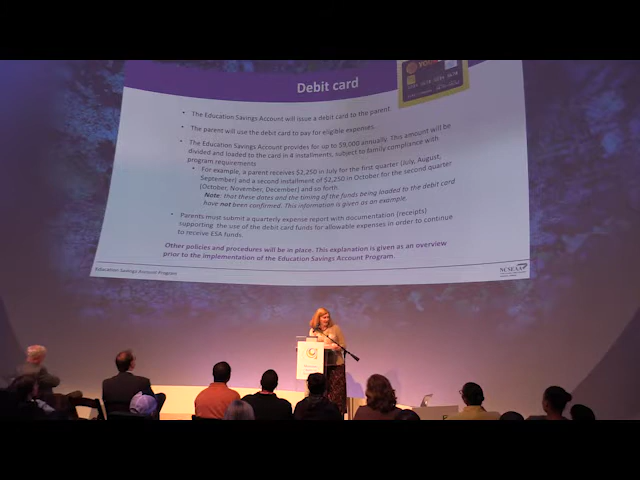 Debit card
• The Education Savings Account will issue a debit card to the parent
• The parent will use the debit card to pay for eligible expenses.
• The Education Savings Account provides for up to $9,000 annually. This amount will be
divided and loaded to the card in 4 installments, subject to family compliance with
program requirements
• For example, a parent receives $2,250 in July for the first quarter (July, August,
September) and a second installment of $2,250 in October for the second quarter
(October, November, December) and so forth.
Note: that these dates and the timing of the funds being loaded to the debit card
have not been confirmed. This information is given as an example.
• Parents must submit a quarterly expense report with documentation (receipts)
supporting the use of the debit card funds for allowable expenses in order to continue
to receive ESA funds.
Other policies and procedures will be in place. This explanation is given as an overview
prior to the implementation of the Education Savings Account Program.
Education Savings Account Program
NCSEAA